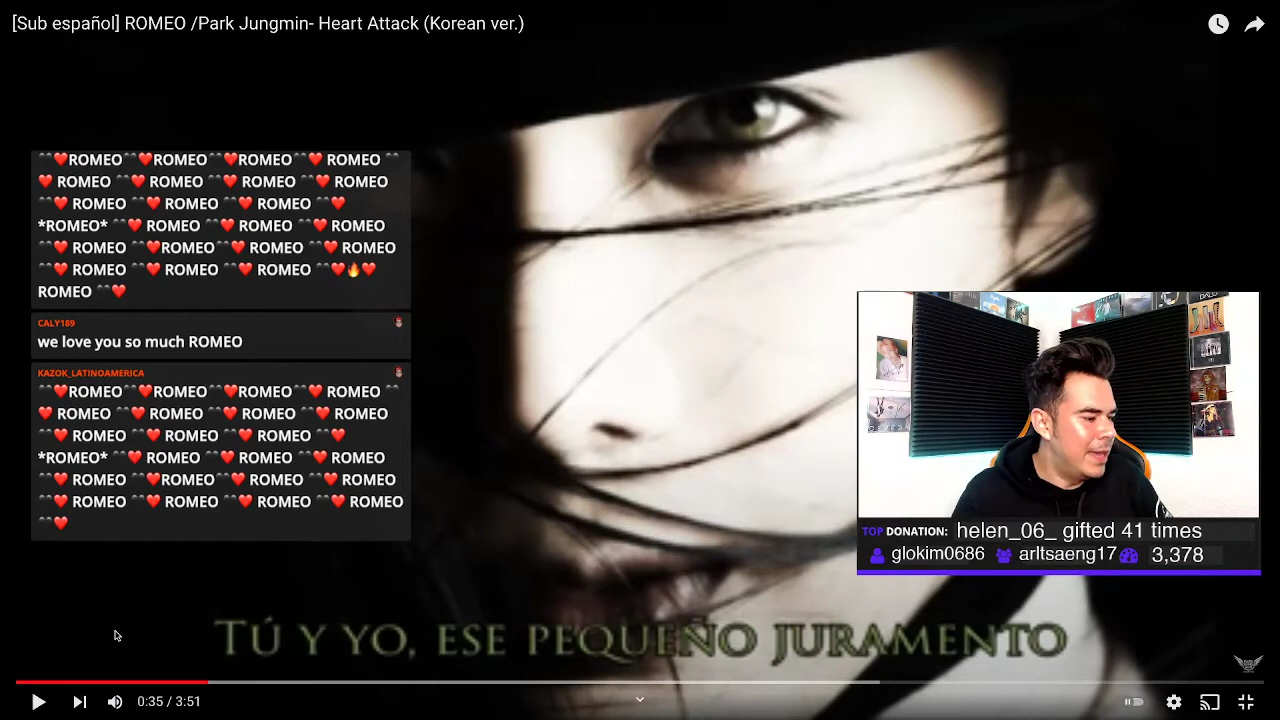 [Sub español] ROMEO /Park Jungmin- Heart Attack (Korean ver.)
🖤❤️ROMEO🖤❤️ROMEO🖤❤️ROMEO🖤❤️ ROMEO 🖤
❤️ ROMEO 🖤❤️ ROMEO 🖤❤️ ROMEO 🖤❤️ ROMEO
🖤❤️ ROMEO 🖤❤️ ROMEO 🖤❤️ ROMEO 🖤❤️
*ROMEO* 🖤❤️ ROMEO 🖤❤️ ROMEO 🖤❤️ ROMEO
🖤❤️ ROMEO 🖤❤️ROMEO🖤❤️ ROMEO 🖤❤️ ROMEO
🖤❤️ ROMEO 🖤❤️ ROMEO 🖤❤️ ROMEO 🖤❤️🔥❤️
ROMEO 🖤❤️
CALY189
we love you so much ROMEO
KAZOK_LATINOAMERICA
🖤❤️ROMEO🖤❤️ROMEO🖤❤️ROMEO🖤❤️ ROMEO 🖤
❤️ ROMEO 🖤❤️ ROMEO 🖤❤️ ROMEO 🖤❤️ ROMEO
🖤❤️ ROMEO 🖤❤️ ROMEO 🖤❤️ ROMEO 🖤❤️
*ROMEO* 🖤❤️ ROMEO 🖤❤️ ROMEO 🖤❤️ ROMEO
🖤❤️ ROMEO 🖤❤️ROMEO🖤❤️ ROMEO 🖤❤️ ROMEO
🖤❤️ ROMEO 🖤❤️ ROMEO 🖤❤️ ROMEO 🖤❤️ ROMEO
🖤❤️
TOP DONATION: helen_06_ gifted 41 times
glokim0686 arltsaeng17 3,378
TÚ Y YO, ESE PEQUEÑO JURAMENTO
0:35 / 3:51